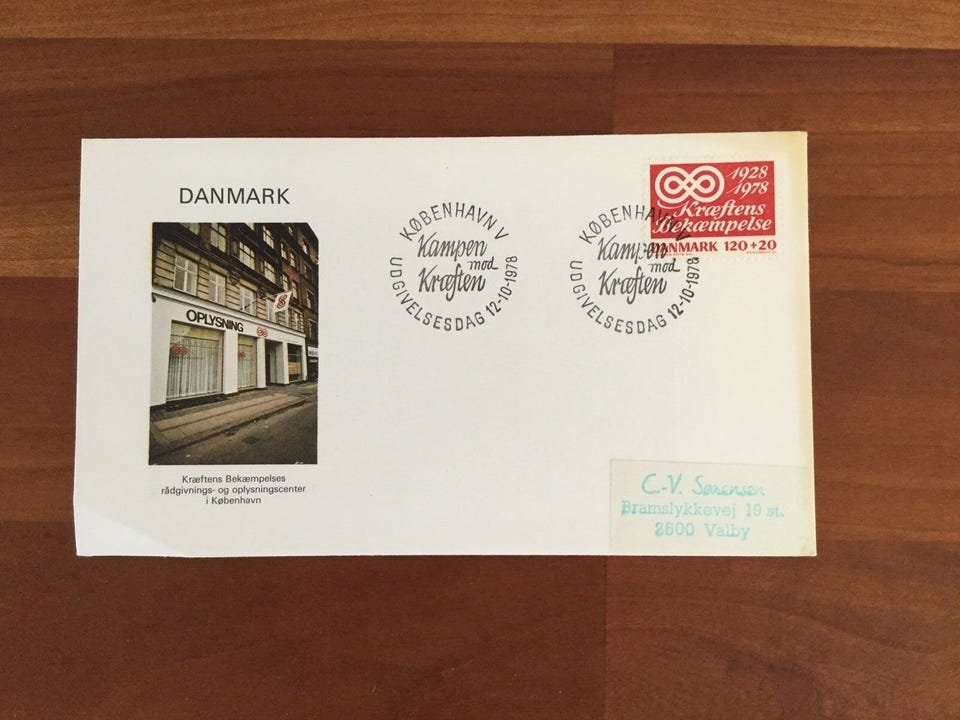 DANMARK
OPLYSNING
Kræftens Bekæmpelses
rådgivnings- og oplysningscenter
i København
KØBENHAVN V
Kampen
mod
Kræften
UDGIVELSESDAG 12-10-1978
KØBENHAVN V
Kampen
mod
Kræften
UDGIVELSESDAG 12-10-1978
1928
1978
Kræftens
Bekæmpelse
DANMARK 120+20
C-V. Sørensen
Bramslykkevej 19 st.
2500 Valby